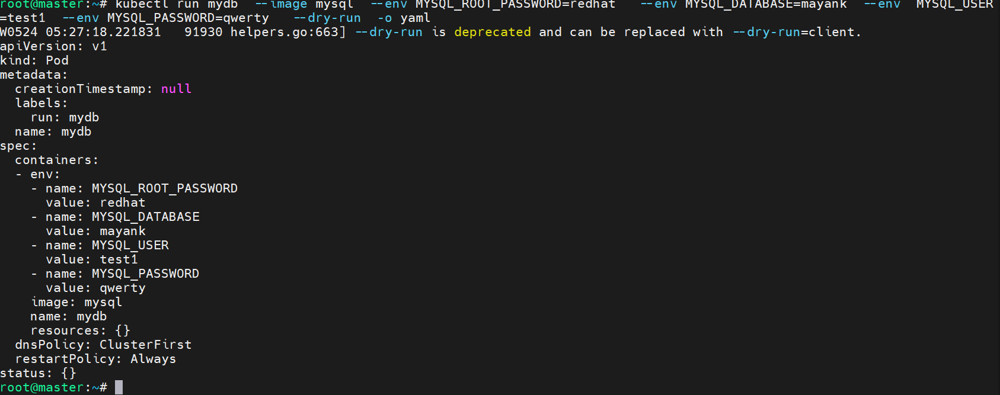 root@master:~# kubectl run mydb  --image mysql  --env MYSQL_ROOT_PASSWORD=redhat   --env MYSQL_DATABASE=mayank  --env  MYSQL_USER
=test1  --env MYSQL_PASSWORD=qwerty   --dry-run  -o yaml
W0524 05:27:18.221831   91930 helpers.go:663] --dry-run is deprecated and can be replaced with --dry-run=client.
apiVersion: v1
kind: Pod
metadata:
  creationTimestamp: null
  labels:
    run: mydb
  name: mydb
spec:
  containers:
  - env:
    - name: MYSQL_ROOT_PASSWORD
      value: redhat
    - name: MYSQL_DATABASE
      value: mayank
    - name: MYSQL_USER
      value: test1
    - name: MYSQL_PASSWORD
      value: qwerty
    image: mysql
    name: mydb
    resources: {}
  dnsPolicy: ClusterFirst
  restartPolicy: Always
status: {}
root@master:~#